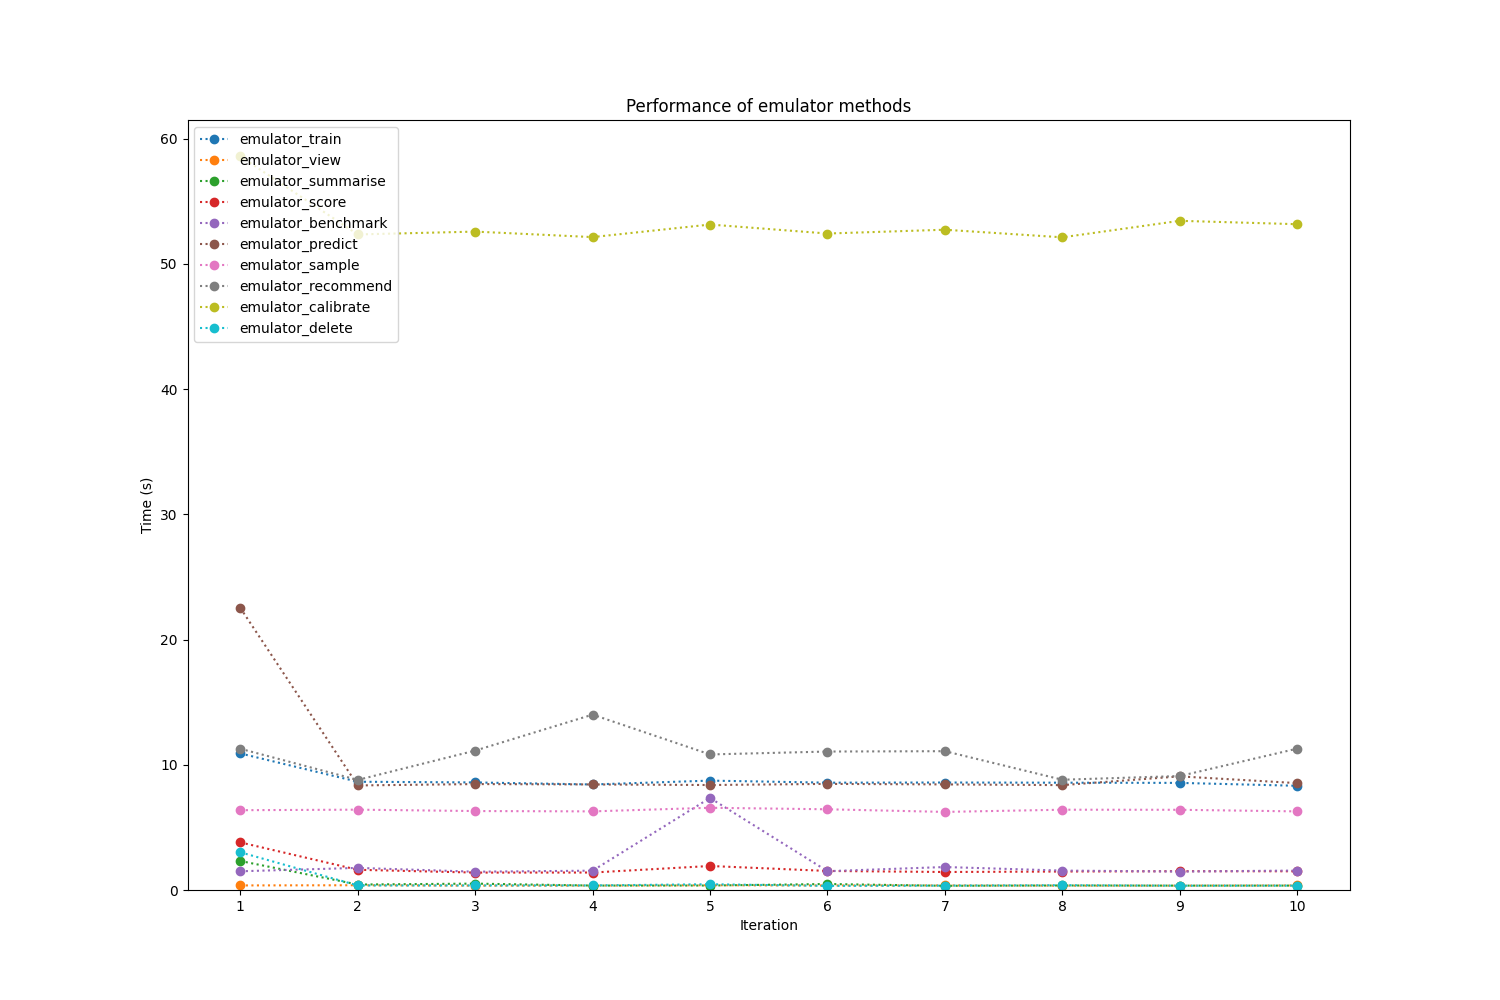 Performance of emulator methods
60
50
40
30
20
10
0
Time (s)
emulator_train
emulator_view
emulator_summarise
emulator_score
emulator_benchmark
emulator_predict
emulator_sample
emulator_recommend
emulator_calibrate
emulator_delete
1 2 3 4 5 6 7 8 9 10
Iteration